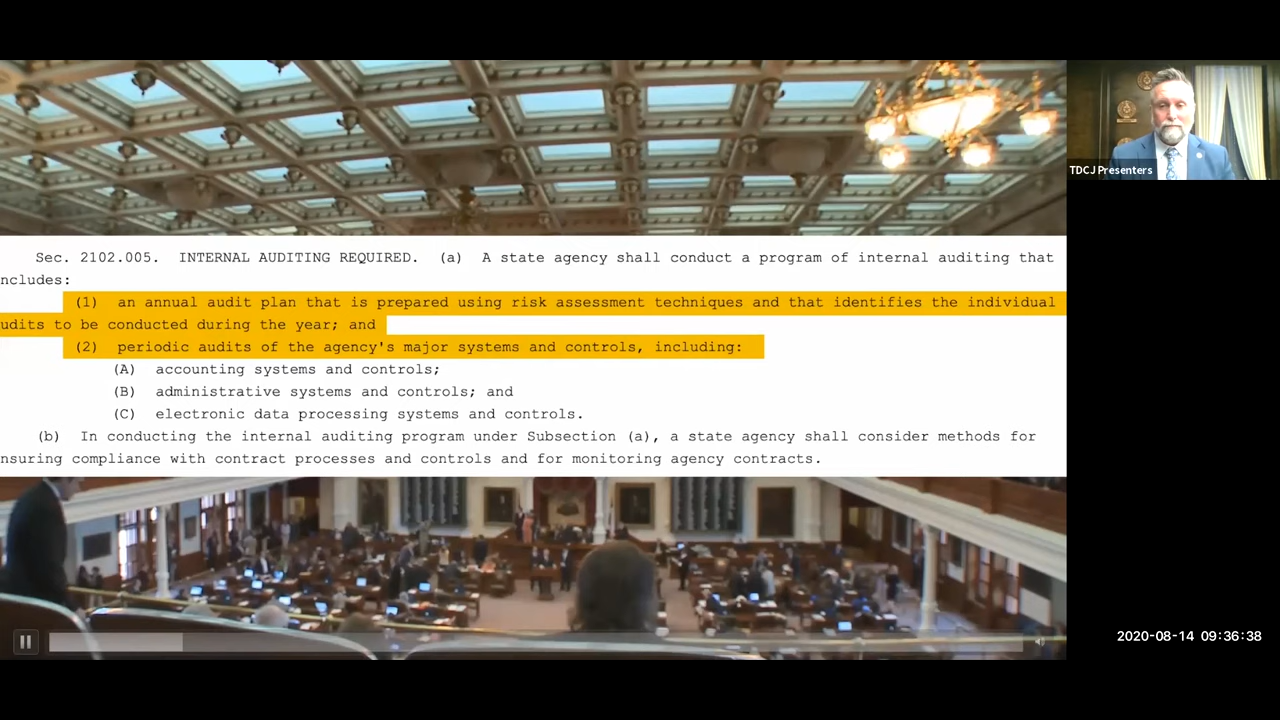 TDCJ Presenters
Sec. 2102.005. INTERNAL AUDITING REQUIRED. (a) A state agency shall conduct a program of internal auditing that
ncludes:
(1) an annual audit plan that is prepared using risk assessment techniques and that identifies the individual
udits to be conducted during the year; and
(2) periodic audits of the agency's major systems and controls, including:
(A) accounting systems and controls;
(B) administrative systems and controls; and
(C) electronic data processing systems and controls.
(b) In conducting the internal auditing program under Subsection (a), a state agency shall consider methods for
nsuring compliance with contract processes and controls and for monitoring agency contracts.
2020-08-14 09:36:38